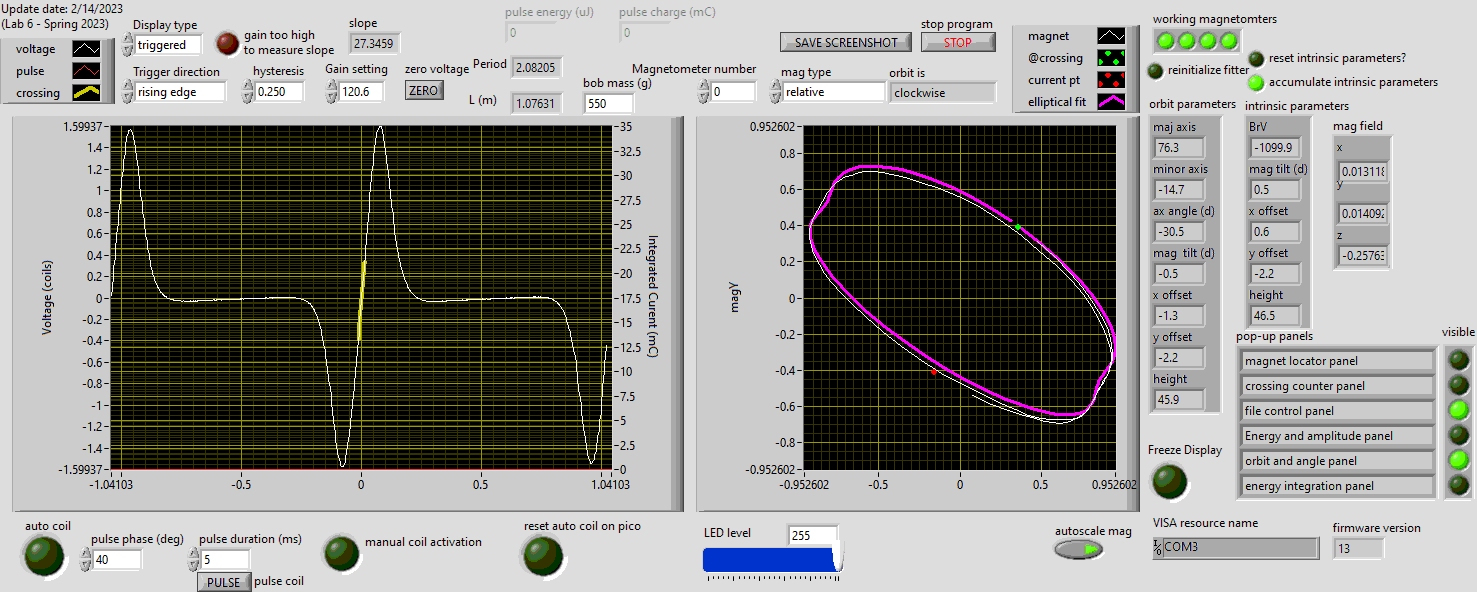 Update date: 2/14/2023
(Lab 6 - Spring 2023)
voltage
pulse
crossing
Display type
triggered
gain too high
to measure slope
slope
27.3459
Trigger direction
rising edge
hysteresis
0.250
Gain setting
120.6
zero voltage
ZERO
pulse energy (uJ)
0
pulse charge (mC)
0
Period
2.08205
L (m)
1.07631
bob mass (g)
550
Magnetometer number
0
mag type
relative
SAVE SCREENSHOT
stop program
STOP
orbit is
clockwise
magnet
@crossing
current pt
elliptical fit
working magnetomters
reinitialize fitter
reset intrinsic parameters?
accumulate intrinsic parameters
Voltage (coils)
1.59937
1.4
1.2
1
0.8
0.6
0.4
0.2
0
-0.2
-0.4
-0.6
-0.8
-1
-1.2
-1.4
-1.59937
-1.04103
-0.5
0
0.5
1.04103
35
32.5
30
27.5
25
22.5
20
17.5
15
12.5
10
7.5
5
2.5
0
Integrated Curent (mC)
magy
0.952602
0.8
0.6
0.4
0.2
0
-0.2
-0.4
-0.6
-0.8
-0.952602
-0.952602
-0.5
0
0.5
0.952602
orbit parameters
maj axis
76.3
minor axis
-14.7
ax angle (d)
-30.5
mag tilt (d)
-0.5
x offset
-1.3
y offset
-2.2
height
45.9
intrinsic parameters
BrV
-1099.9
mag tilt (d)
0.5
x offset
0.6
y offset
-2.2
height
46.5
mag field
x
y
z
pop-up panels
visible
magnet locator panel
crossing counter panel
file control panel
Energy and amplitude panel
orbit and angle panel
energy integration panel
Freeze Display
auto coil
pulse phase (deg)
40
pulse duration (ms)
5
PULSE
pulse coil
manual coil activation
reset auto coil on pico
LED level
255
autoscale mag
VISA resource name
COM3
firmware version
13